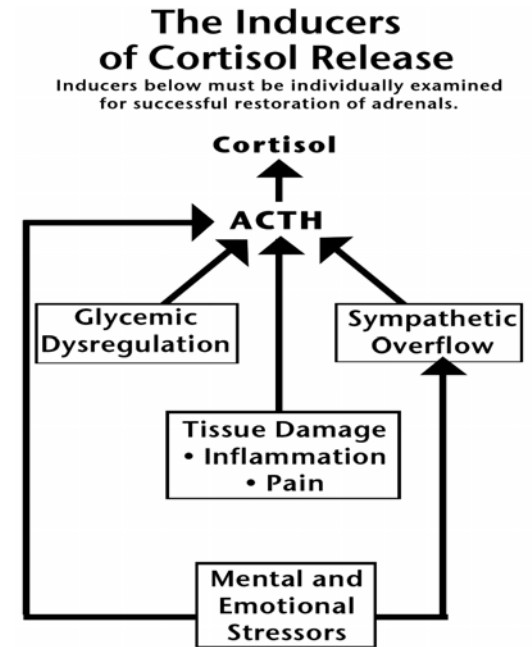 The Inducers
of Cortisol Release
Inducers below must be individually examined
for successful restoration of adrenals.
Cortisol
ACTH
Glycemic
Dysregulation
Sympathetic
Overflow
Tissue Damage
• Inflammation
• Pain
Mental and
Emotional
Stressors